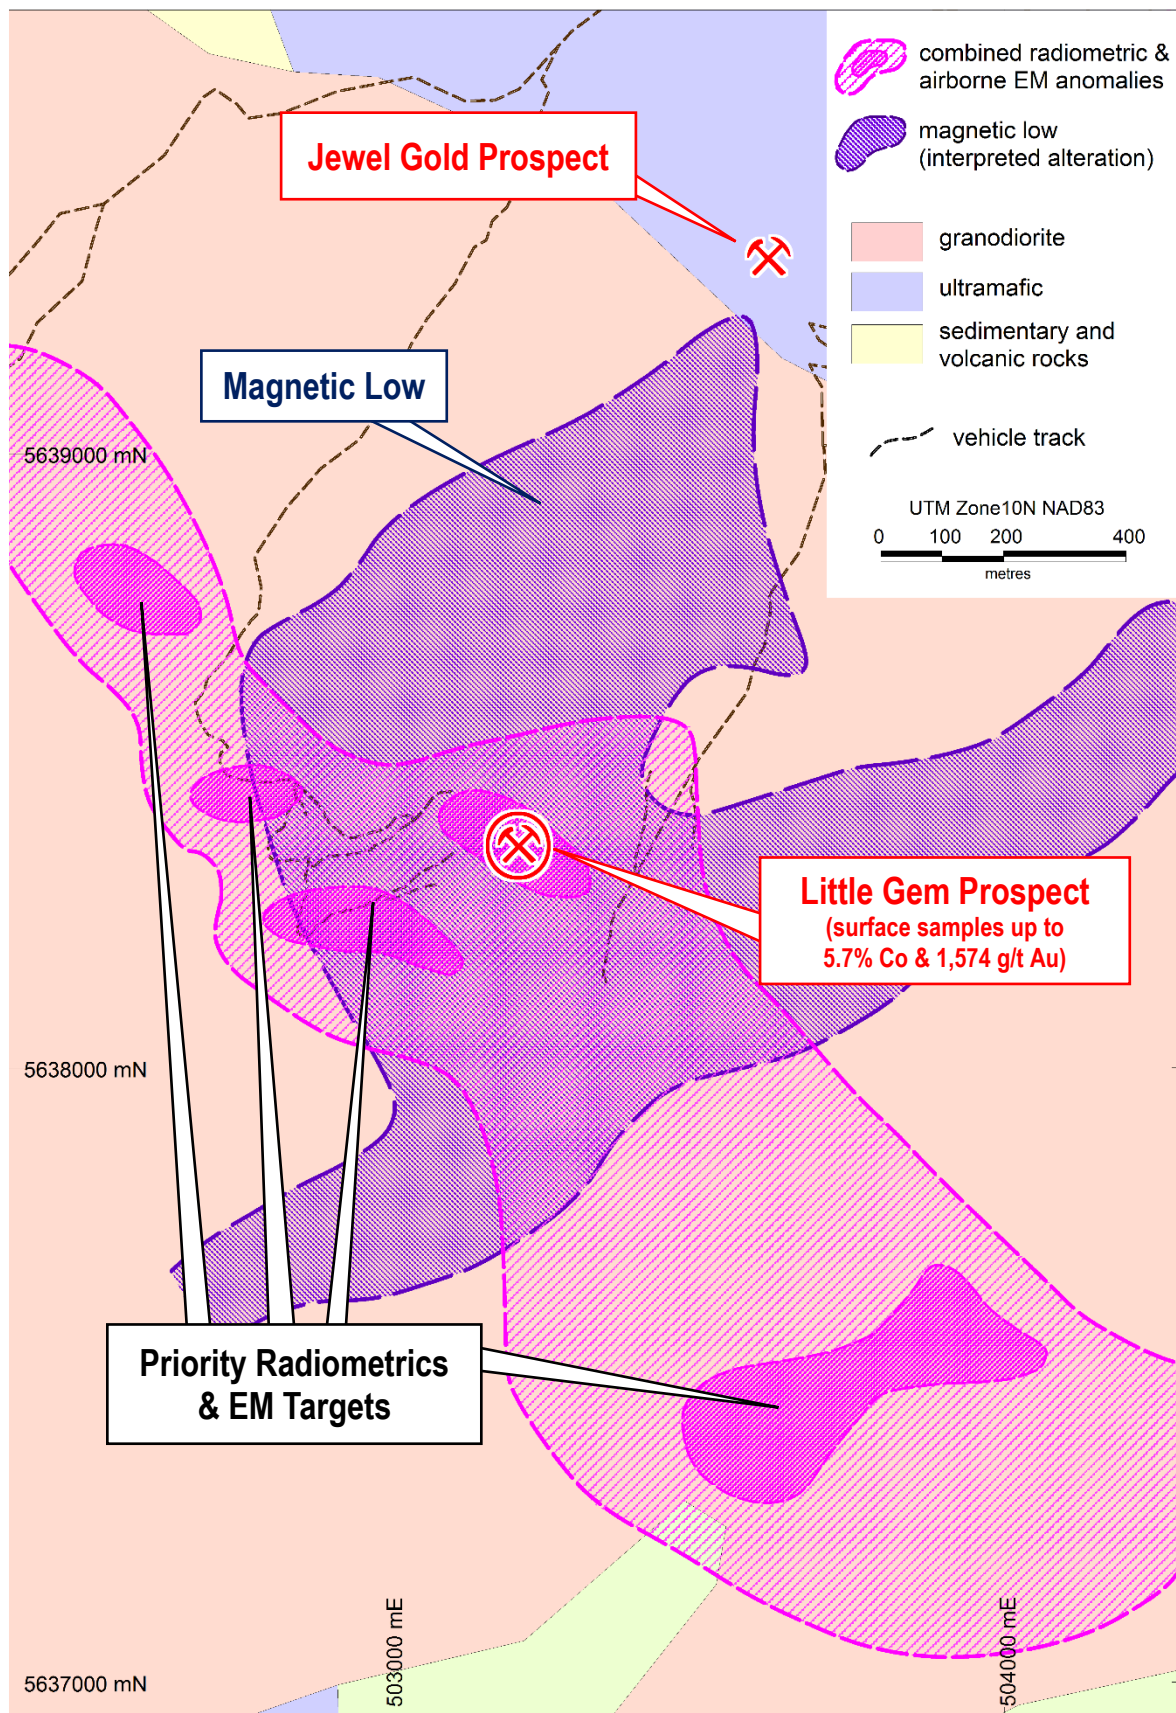 combined radiometric &
airborne EM anomalies
magnetic low
(interpreted alteration)
granodiorite
ultramafic
sedimentary and
volcanic rocks
vehicle track
UTM Zone10N NAD83
0 100 200 400
metres
Jewel Gold Prospect
Magnetic Low
5639000 mN
Little Gem Prospect
(surface samples up to
5.7% Co & 1,574 g/t Au)
5638000 mN
Priority Radiometrics
& EM Targets
503000 mE
504000 mE
5637000 mN